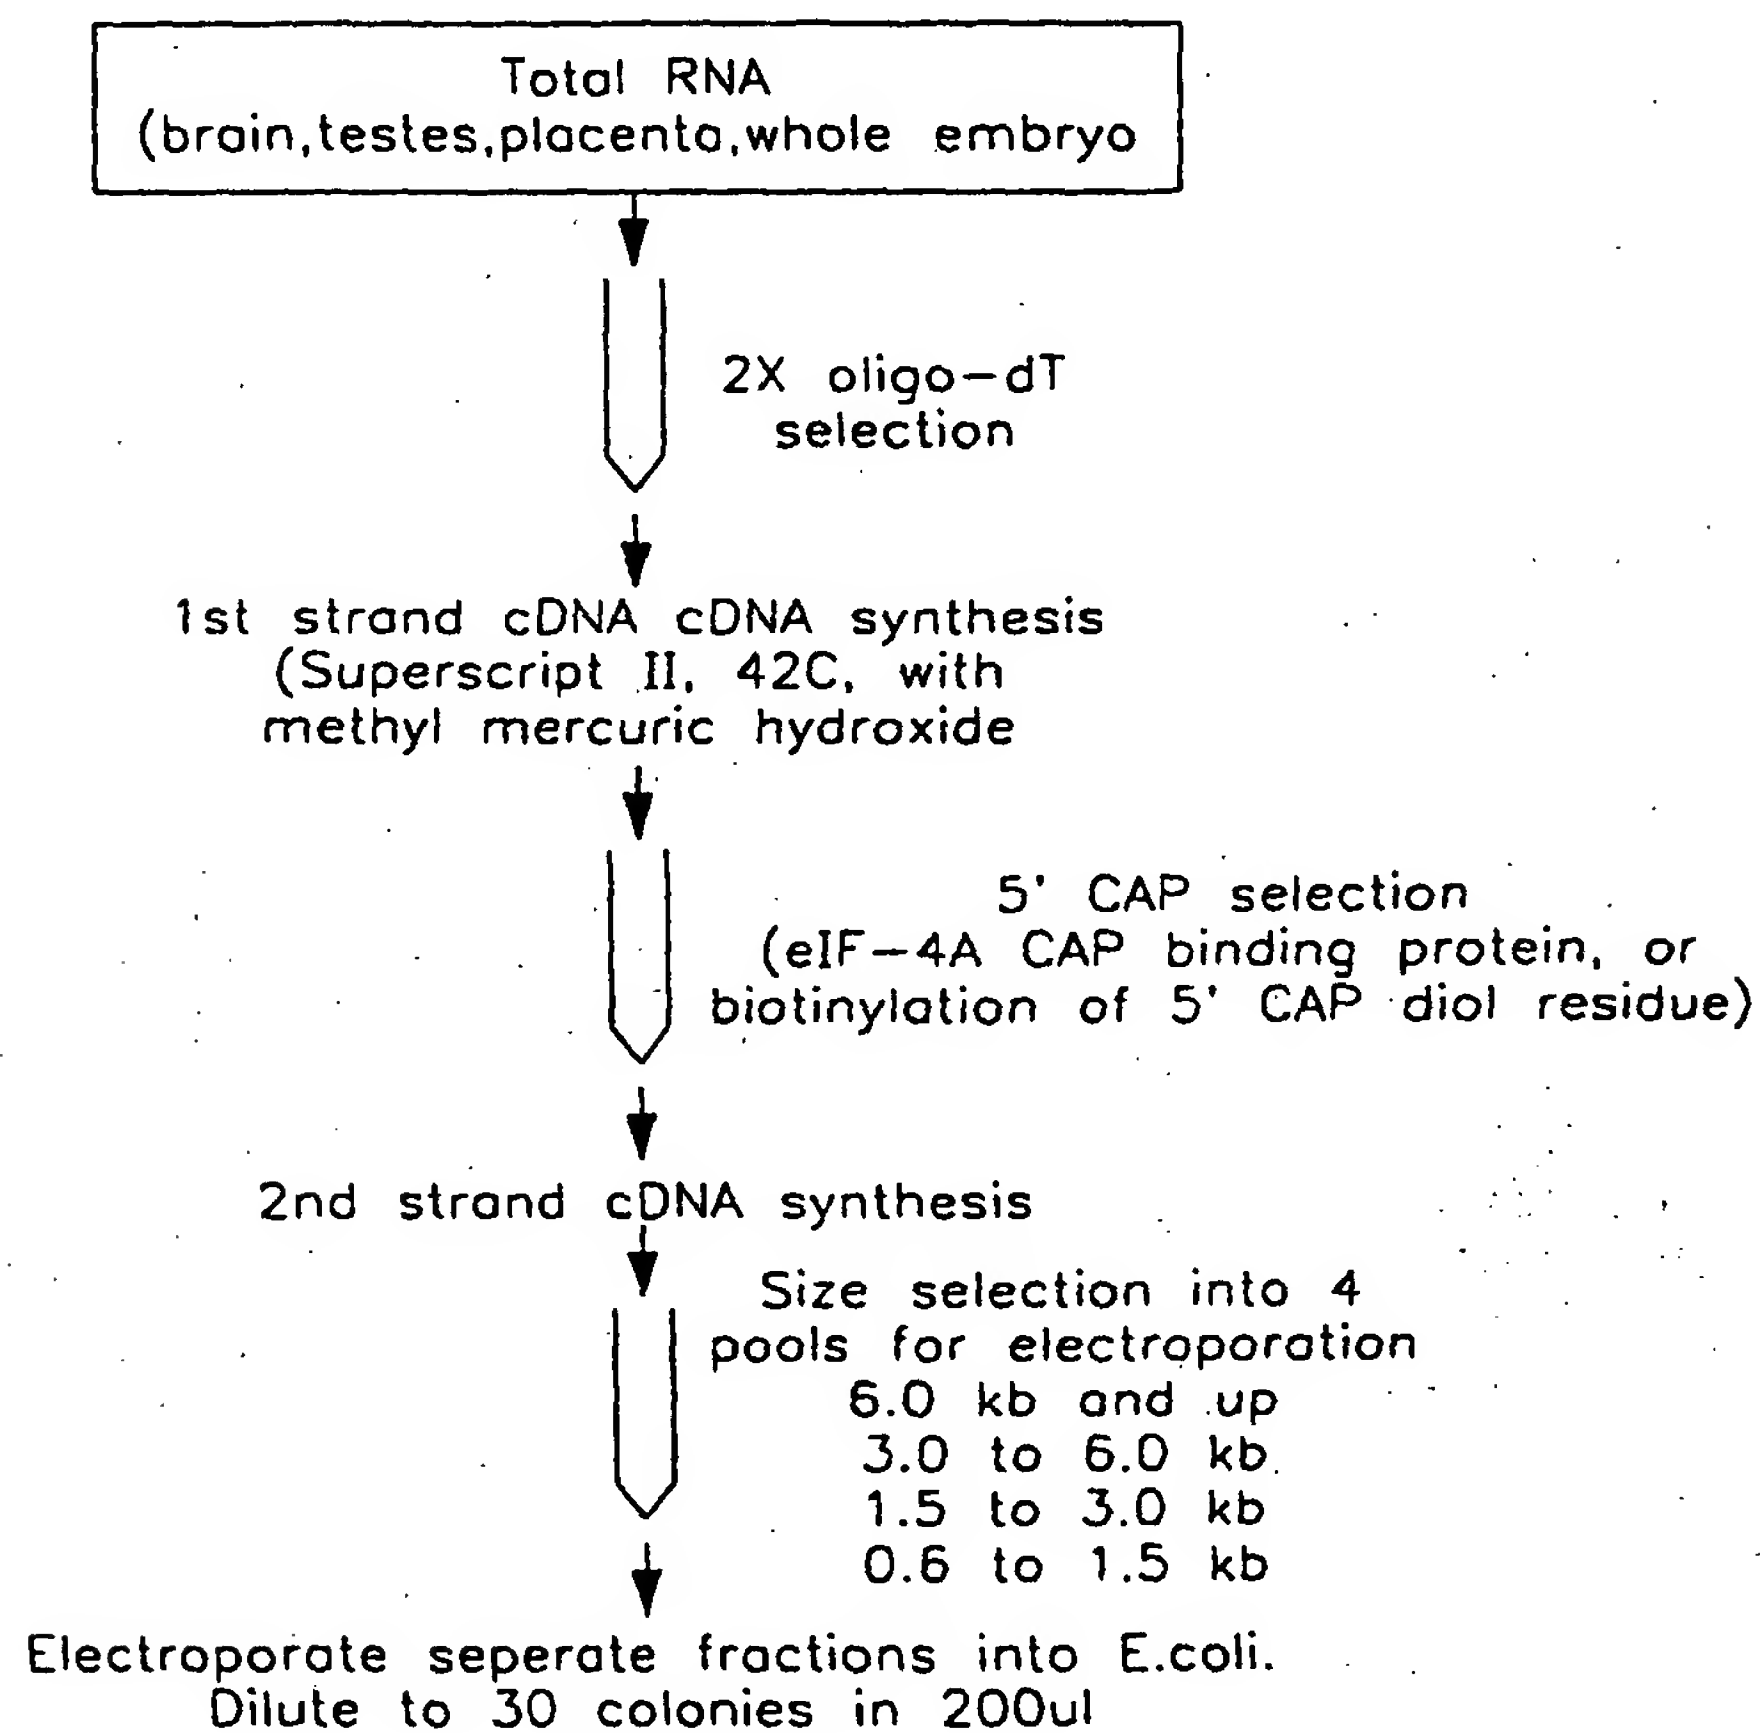 Total RNA
(brain,testes,placenta,whole embryo
2X oligo-dT
selection
1st strand cDNA cDNA synthesis
(Superscript II, 42C, with
methyl mercuric hydroxide
5' CAP selection
(eIF-4A CAP binding protein, or
biotinylation of 5' CAP diol residue)
2nd strand cDNA synthesis
Size selection into 4
pools for electroporation
6.0 kb and up
3.0 to 6.0 kb
1.5 to 3.0 kb
0.6 to 1.5 kb
Electroporate seperate fractions into E.coli.
Dilute to 30 colonies in 200ul